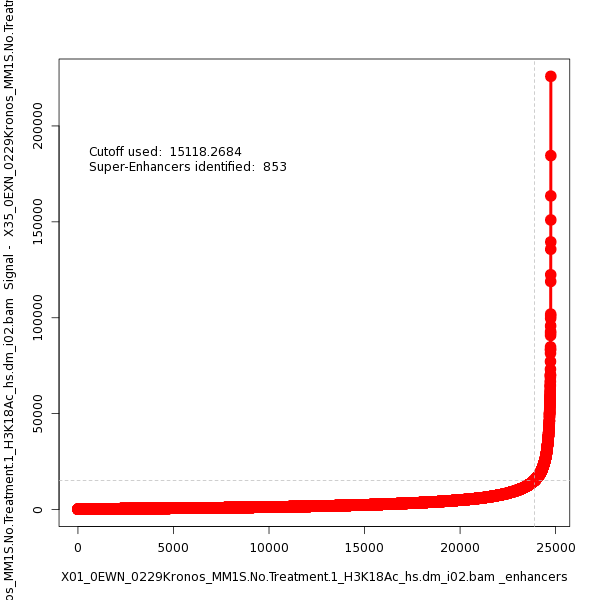 Cutoff used: 15118.2684
Super-Enhancers identified: 853
os_MM1S.No.Treatment.1_H3K18Ac_hs.dm_i02.bam Signal - X35_0EXN_0229Kronos_MM1S.No.Treatm
0
50000
100000
150000
200000
0
5000
10000
15000
20000
25000
X01_0EWN_0229Kronos_MM1S.No.Treatment.1_H3K18Ac_hs.dm_i02.bam _enhancers